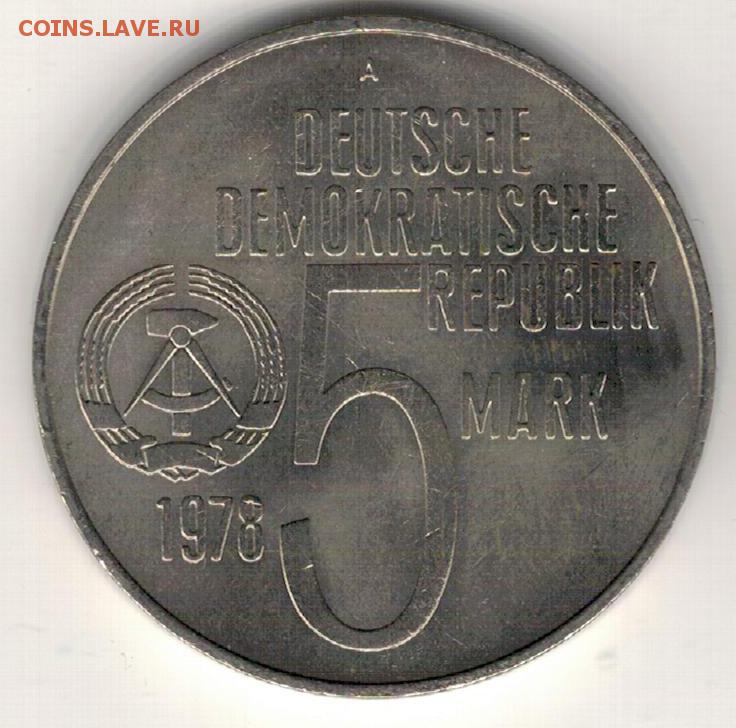 COINS.LAVE.RU
A
DEUTSCHE
DEMOKRATISCHE
REPUBLIK
5
MARK
1978